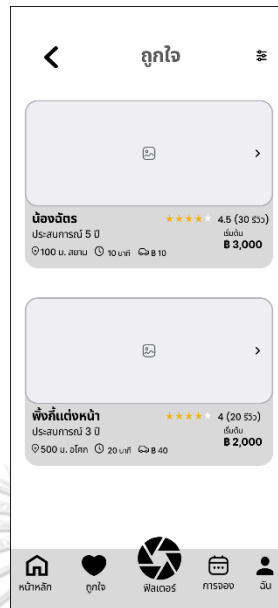 ถูกใจ
น้องฉัตร 4.5 (30 รีวิว)
ประสบการณ์ 5 ปี เริ่มต้น
฿ 3,000
100 ม. สยาม 10 นาที ฿ 10
พึ่งกี้แต่งหน้า 4 (20 รีวิว)
ประสบการณ์ 3 ปี เริ่มต้น
฿ 2,000
500 ม. อโศก 20 นาที ฿ 40
หน้าหลัก ถูกใจ ฟิลเตอร์ การจอง ฉัน